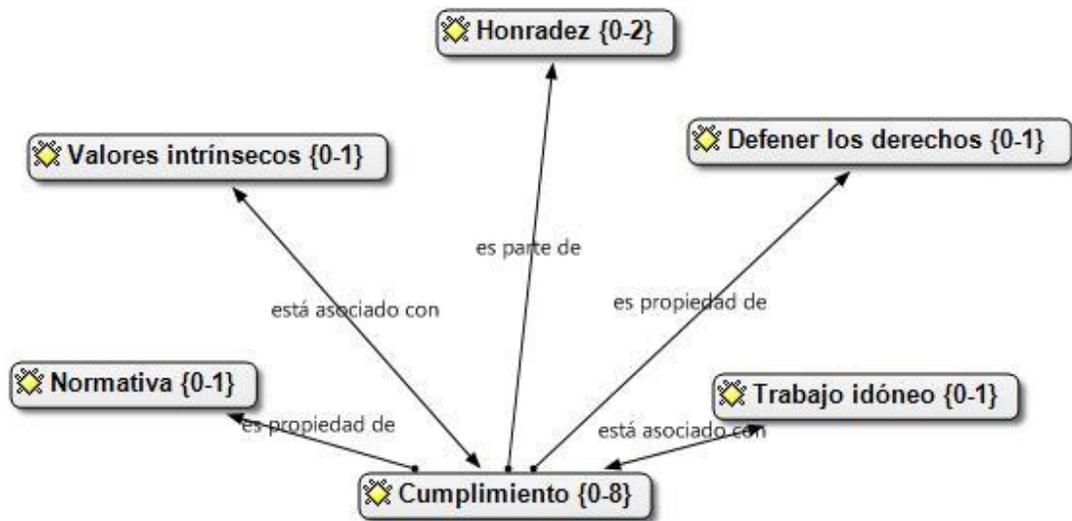 Honradez {0-2}
Valores intrínsecos {0-1}
Defener los derechos {0-1}
es parte de
está asociado con
es propiedad de
Normativa {0-1}
Trabajo idóneo {0-1}
es propiedad de
está asociado con
Cumplimiento {0-8}